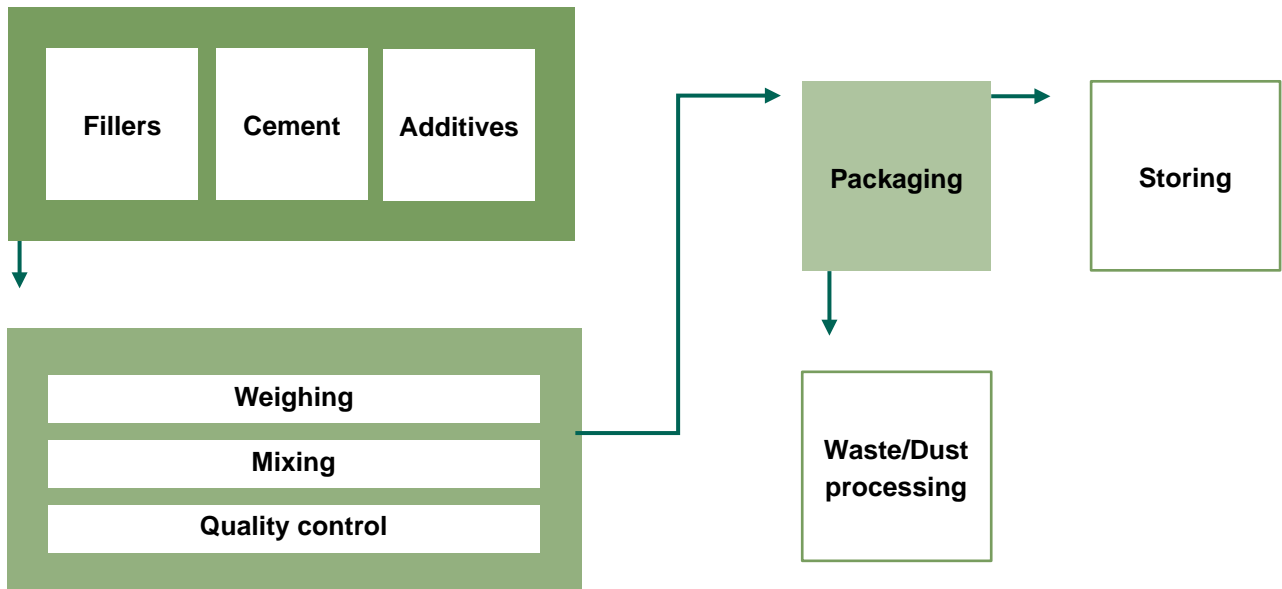 Fillers
Cement
Additives
Packaging
Storing
Weighing
Mixing
Quality control
Waste/Dust
processing